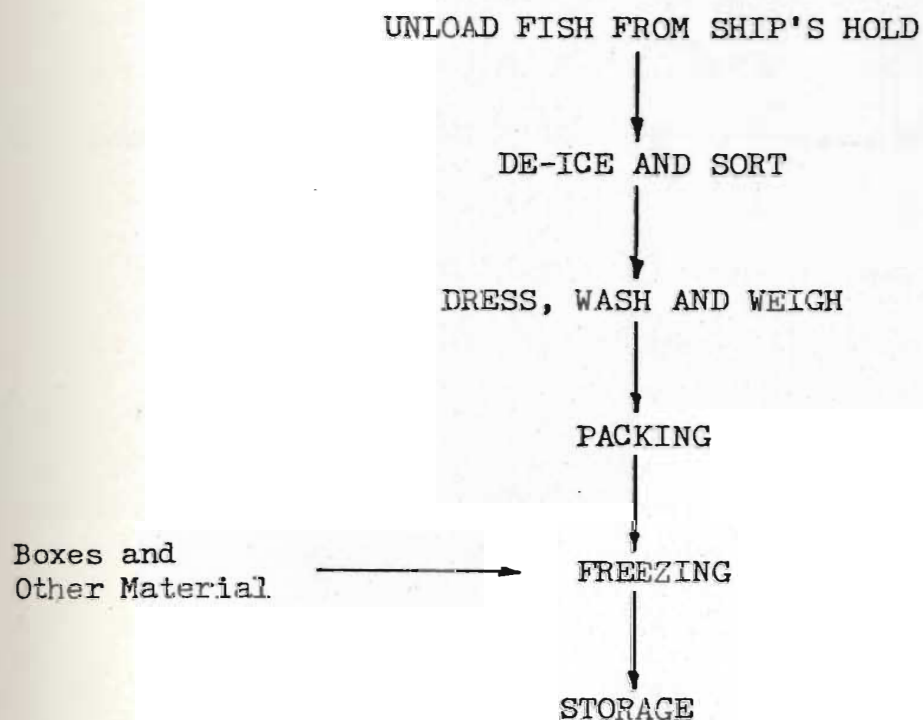 UNLOAD FISH FROM SHIP'S HOLD
DE-ICE AND SORT
DRESS, WASH AND WEIGH
PACKING
Boxes and
Other Material
FREEZING
STORAGE